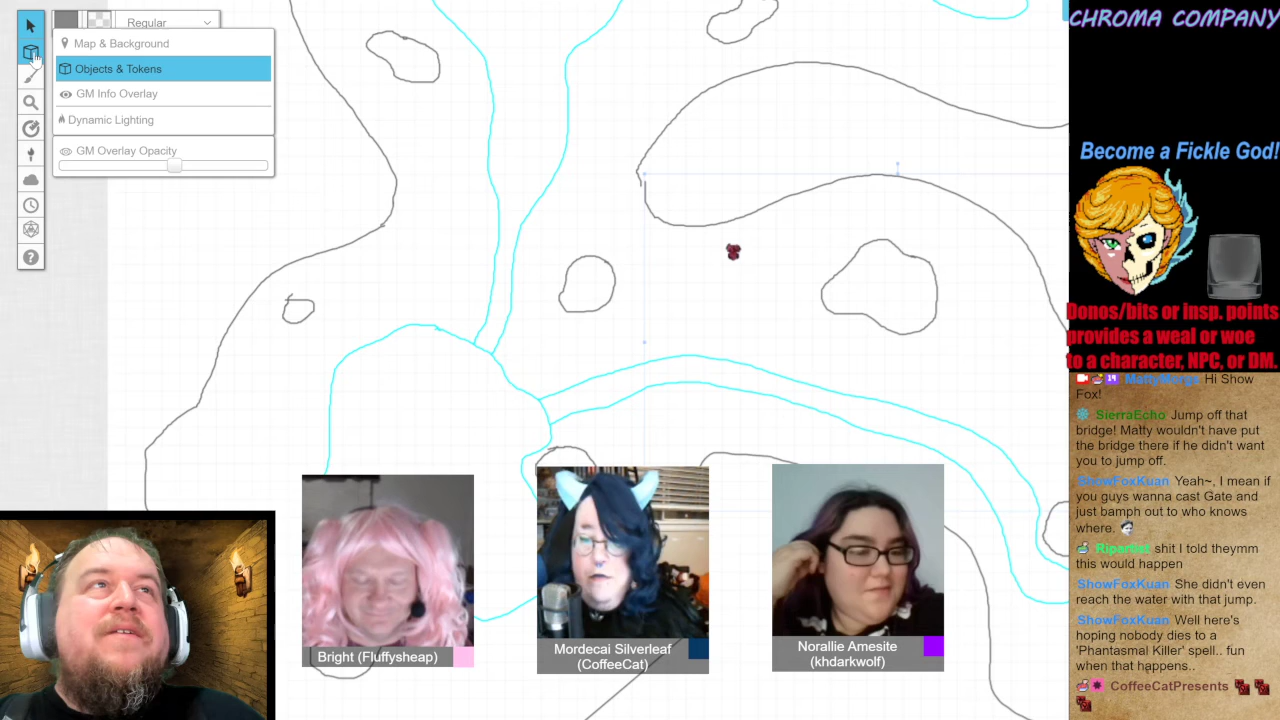 Regular
Map & Background
Objects & Tokens
GM Info Overlay
Dynamic Lighting
GM Overlay Opacity
CHROMA COMPANY
Become a Fickle God!
Donos/bits or insp. points
provides a weal or woe
to a character, NPC, or DM.
MattyMorgs Hi Show
Fox!
SierraEcho Jump off that
bridge! Matty wouldn't have put
the bridge there if he didn't want
you to jump off.
ShowFoxKuan Yeah~, I mean if
you guys wanna cast Gate and
just bamph out to who knows
where.
shit I told theymm
this would happen
ShowFoxKuan She didn't even
reach the water with that jump.
ShowFoxKuan Well here's
hoping nobody dies to a
'Phantasmal Killer' spell.. fun
when that happens..
CoffeeCatPresents
Bright (Fluffysheap)
Mordecai Silverleaf
(CoffeeCat)
Norallie Amesite
(khdarkwolf)